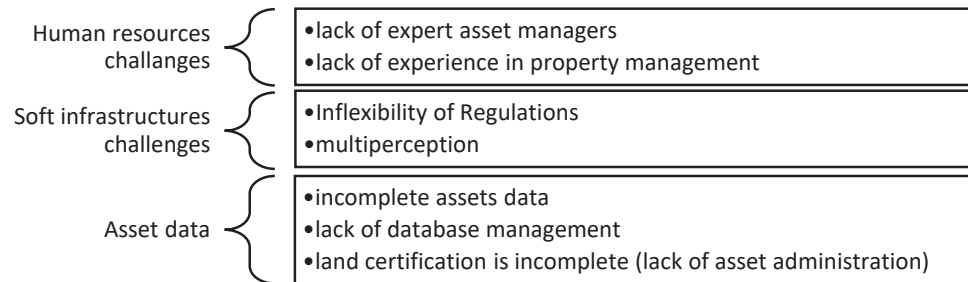 Human resources
challanges
•lack of expert asset managers
•lack of experience in property management
Soft infrastructures
challenges
•Inflexibility of Regulations
•multiperception
Asset data
•incomplete assets data
•lack of database management
•land certification is incomplete (lack of asset administration)